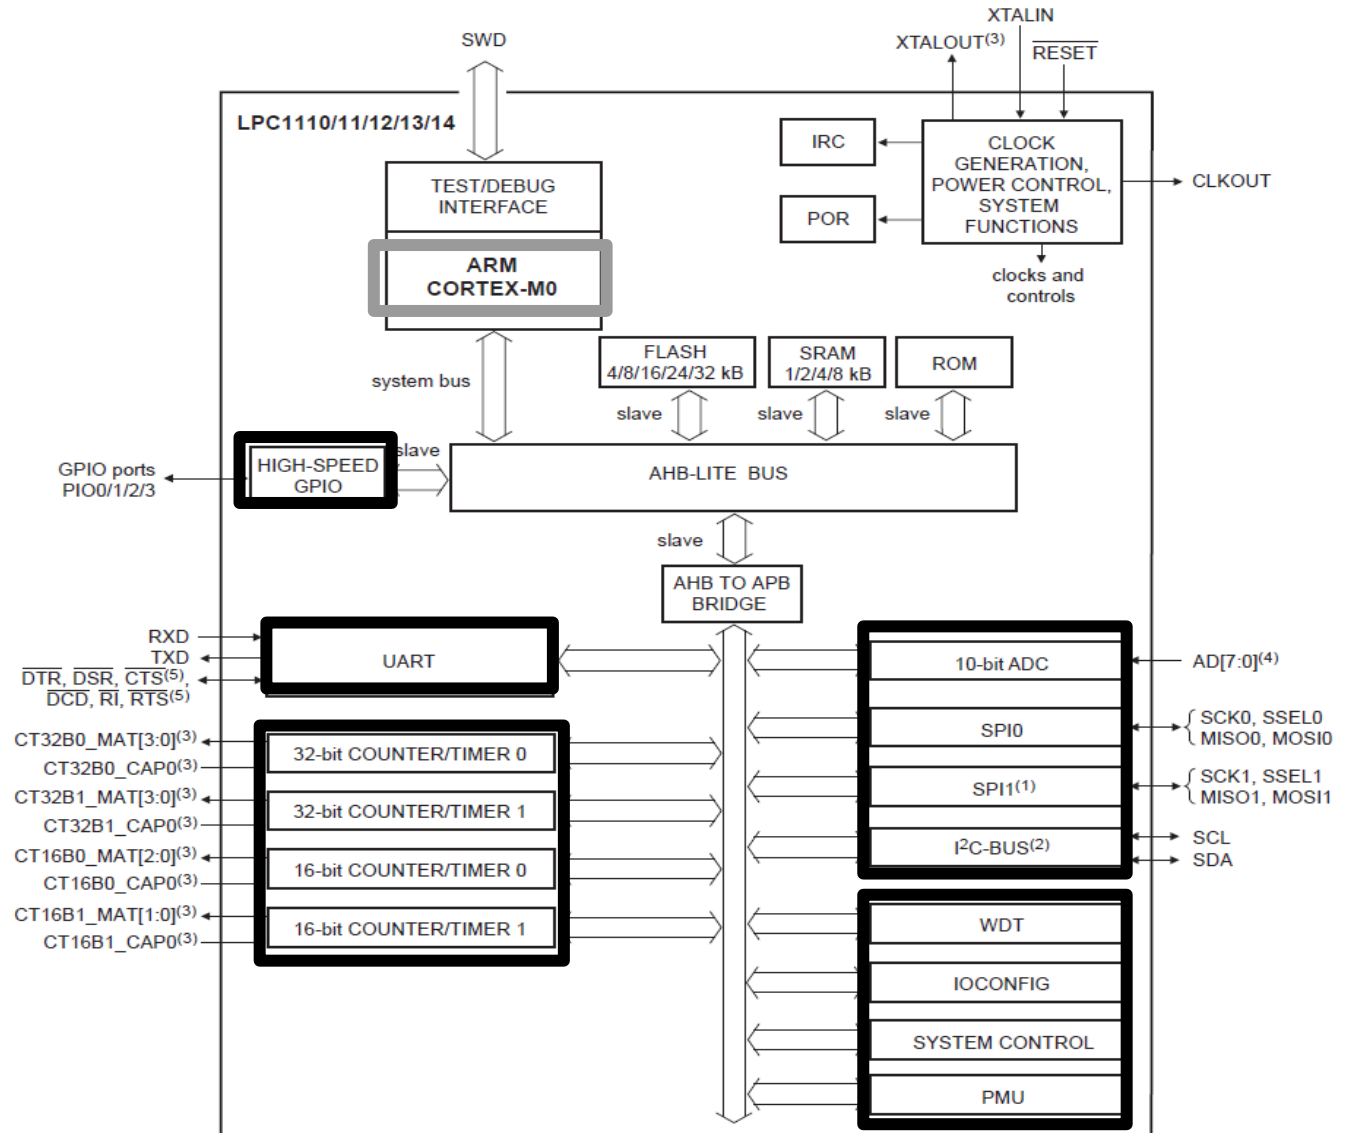 XTALIN
XTALOUT(3)
RESET
SWD
LPC1110/11/12/13/14
IRC
CLOCK
GENERATION,
POWER CONTROL,
SYSTEM
FUNCTIONS
CLKOUT
POR
TEST/DEBUG
INTERFACE
ARM
CORTEX-M0
clocks and
controls
FLASH
4/8/16/24/32 kB
SRAM
1/2/4/8 kB
ROM
system bus
slave
slave
slave
slave
GPIO ports
PIO0/1/2/3
HIGH-SPEED
GPIO
AHB-LITE BUS
slave
AHB TO APB
BRIDGE
RXD
TXD
DTR, DSR, CTS(5),
DCD, RI, RTS(5)
UART
10-bit ADC
AD[7:0](4)
SPI0
SCK0, SSEL0
MISO0, MOSI0
CT32B0_MAT[3:0](3)
CT32B0_CAP0(3)
32-bit COUNTER/TIMER 0
SPI1(1)
SCK1, SSEL1
MISO1, MOSI1
CT32B1_MAT[3:0](3)
CT32B1_CAP0(3)
32-bit COUNTER/TIMER 1
I2C-BUS(2)
SCL
SDA
CT16B0_MAT[2:0](3)
CT16B0_CAP0(3)
16-bit COUNTER/TIMER 0
CT16B1_MAT[1:0](3)
CT16B1_CAP0(3)
16-bit COUNTER/TIMER 1
WDT
IOCONFIG
SYSTEM CONTROL
PMU